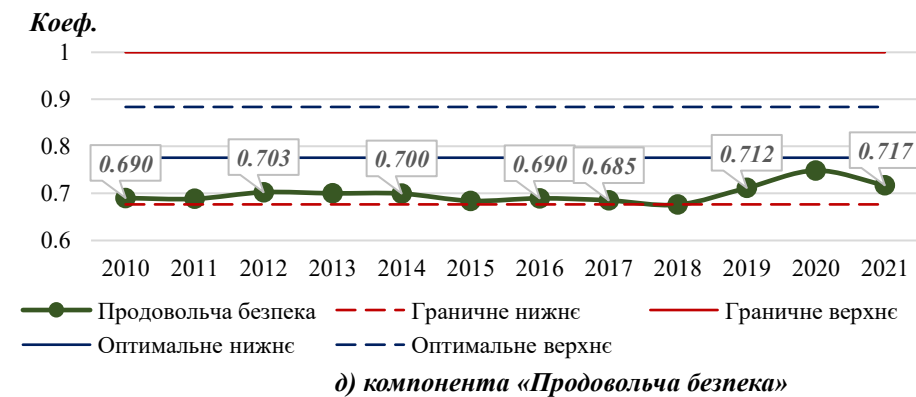 Коеф.
1
0.9
0.8
0.7
0.6
0.690
0.703
0.700
0.690
0.685
0.712
0.717
2010 2011 2012 2013 2014 2015 2016 2017 2018 2019 2020 2021
Продовольча безпека Граничне нижнє Граничне верхнє
Оптимальне нижнє Оптимальне верхнє
д) компонента «Продовольча безпека»